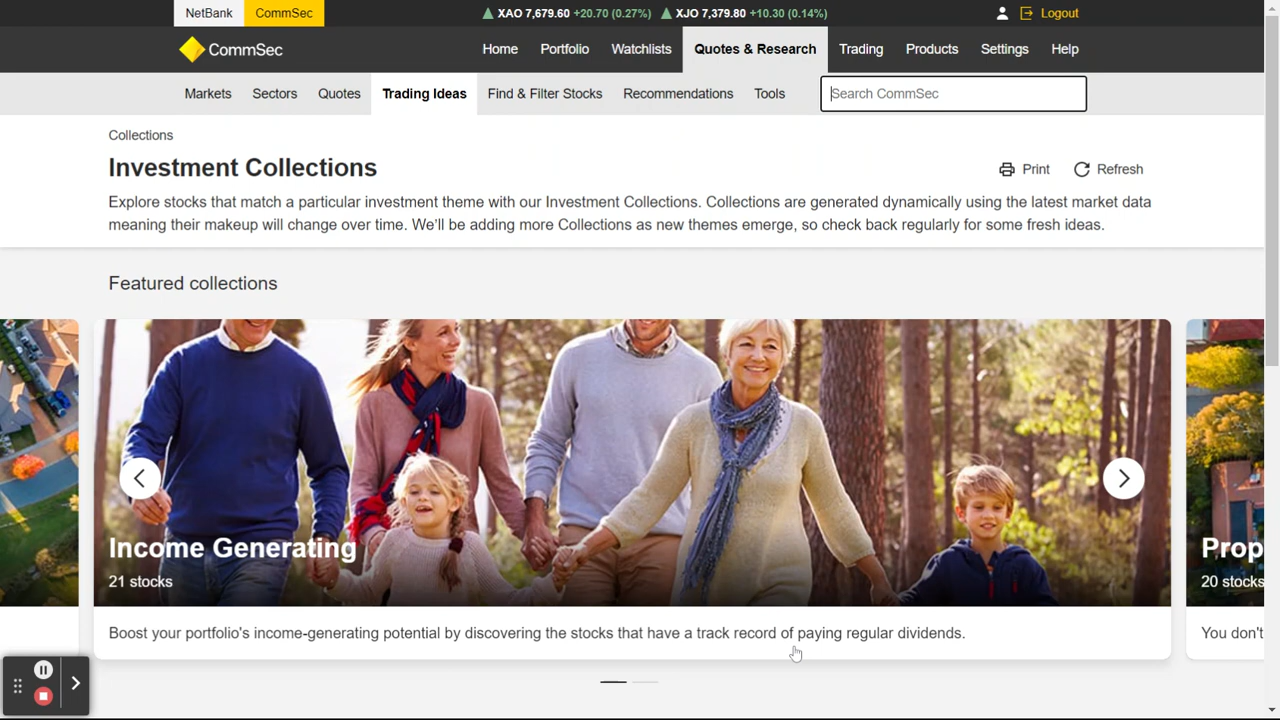 NetBank CommSec XAO 7,679.60 +20.70 (0.27%) XJO 7,379.80 +10.30 (0.14%) Logout
CommSec Home Portfolio Watchlists Quotes & Research Trading Products Settings Help
Markets Sectors Quotes Trading Ideas Find & Filter Stocks Recommendations Tools Search CommSec
Collections
Investment Collections Print Refresh
Explore stocks that match a particular investment theme with our Investment Collections. Collections are generated dynamically using the latest market data
meaning their makeup will change over time. We'll be adding more Collections as new themes emerge, so check back regularly for some fresh ideas.
Featured collections
Income Generating Prop
21 stocks 20 stocks
Boost your portfolio's income-generating potential by discovering the stocks that have a track record of paying regular dividends. You don't